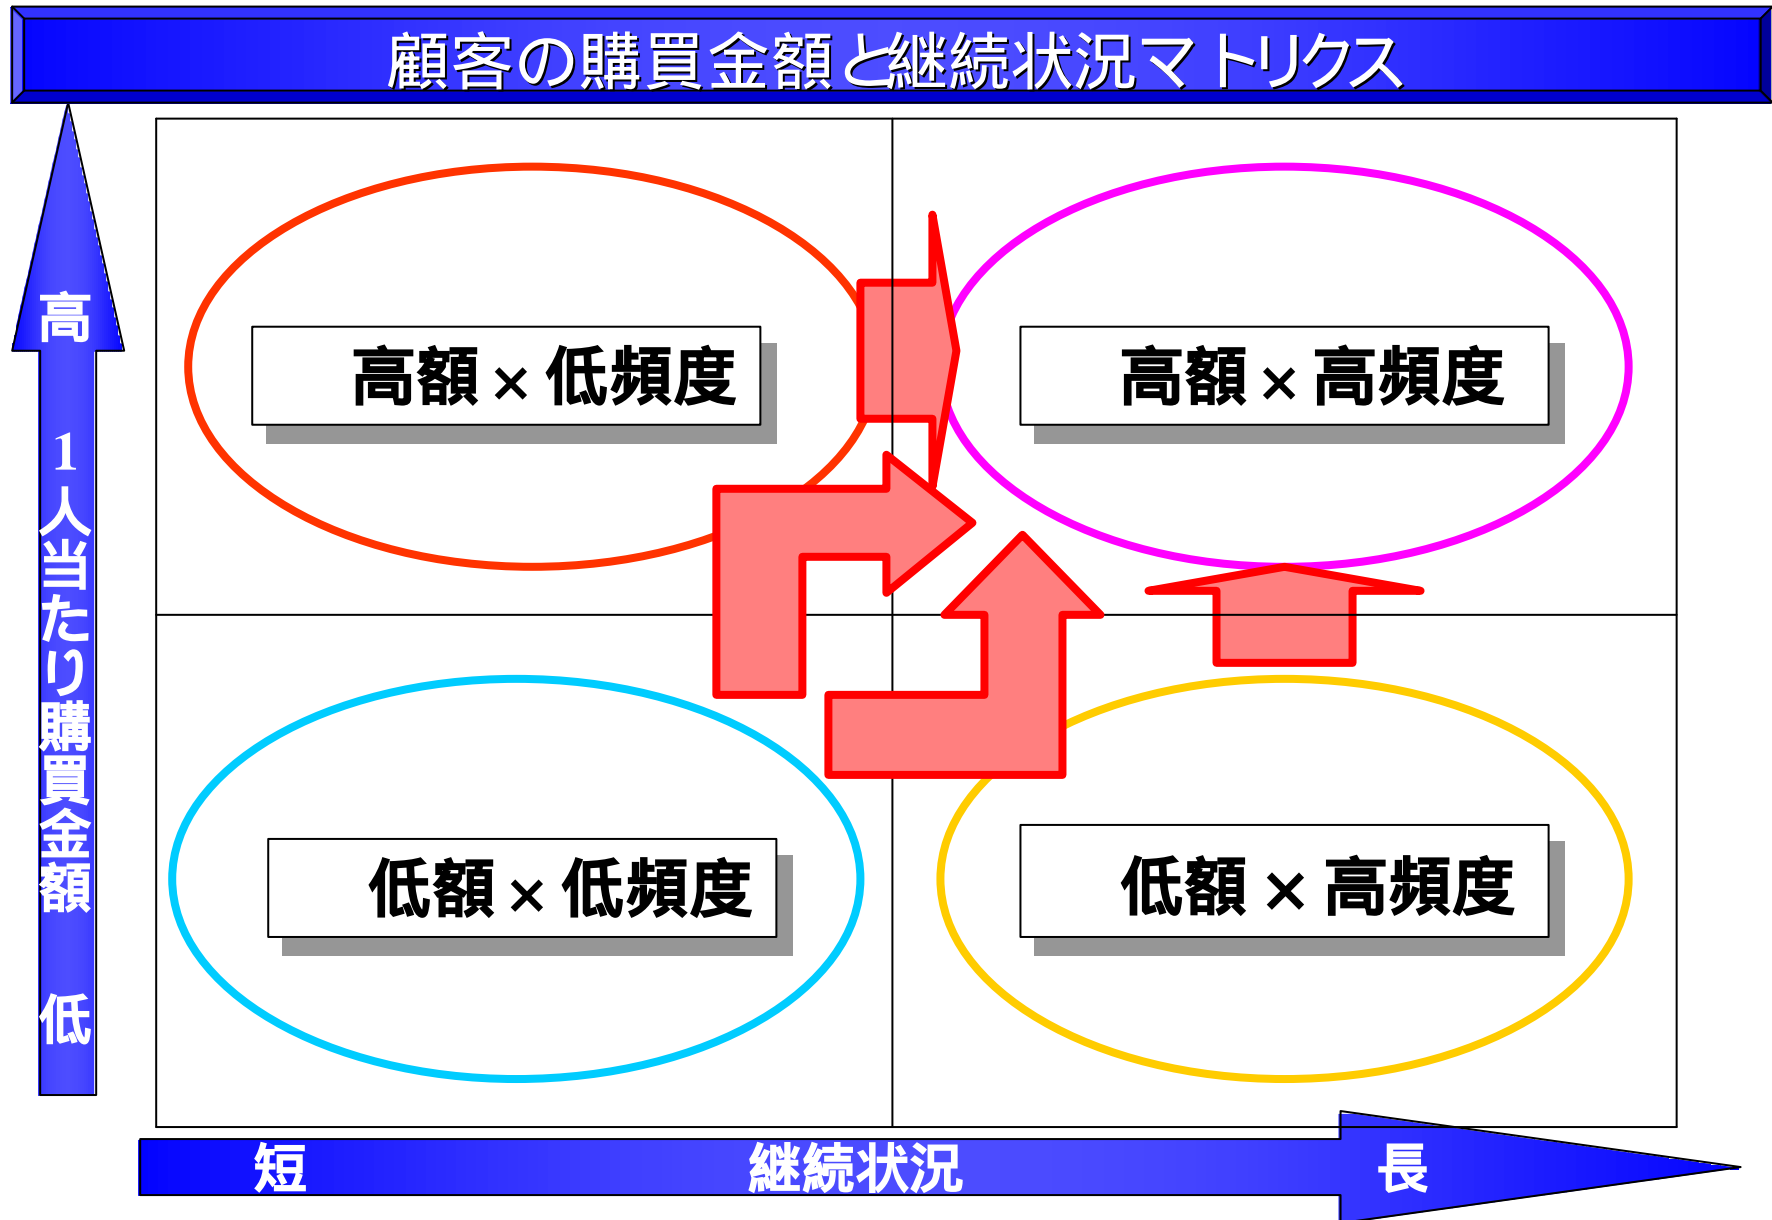 顧客の購買金額と継続状況マトリクス
高
1人当たり購買金額
低
高額×低頻度
高額×高頻度
低額×低頻度
低額×高頻度
短
継続状況
長